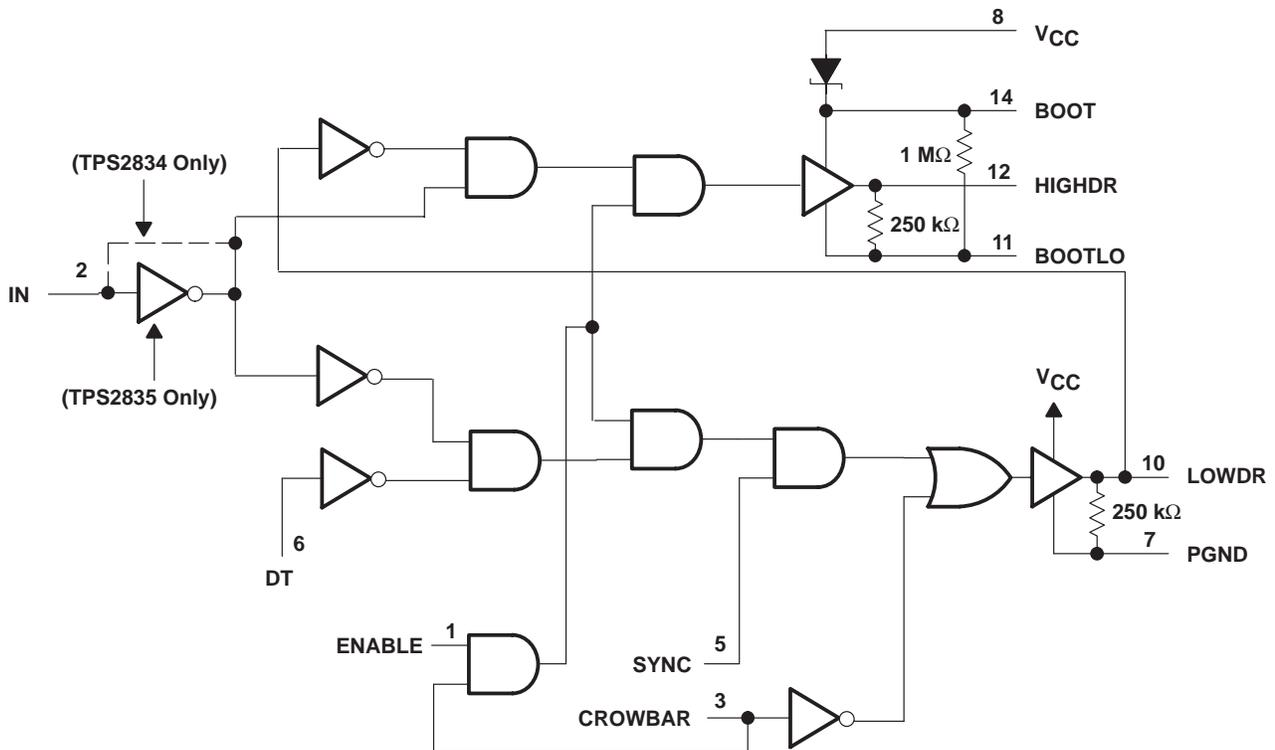 8
VCC
14
BOOT
(TPS2834 Only)
1 MΩ
12
HIGHDR
250 kΩ
2
11
BOOTLO
IN
(TPS2835 Only)
VCC
10
LOWDR
250 kΩ
6
7
PGND
DT
1
ENABLE
5
SYNC
3
CROWBAR